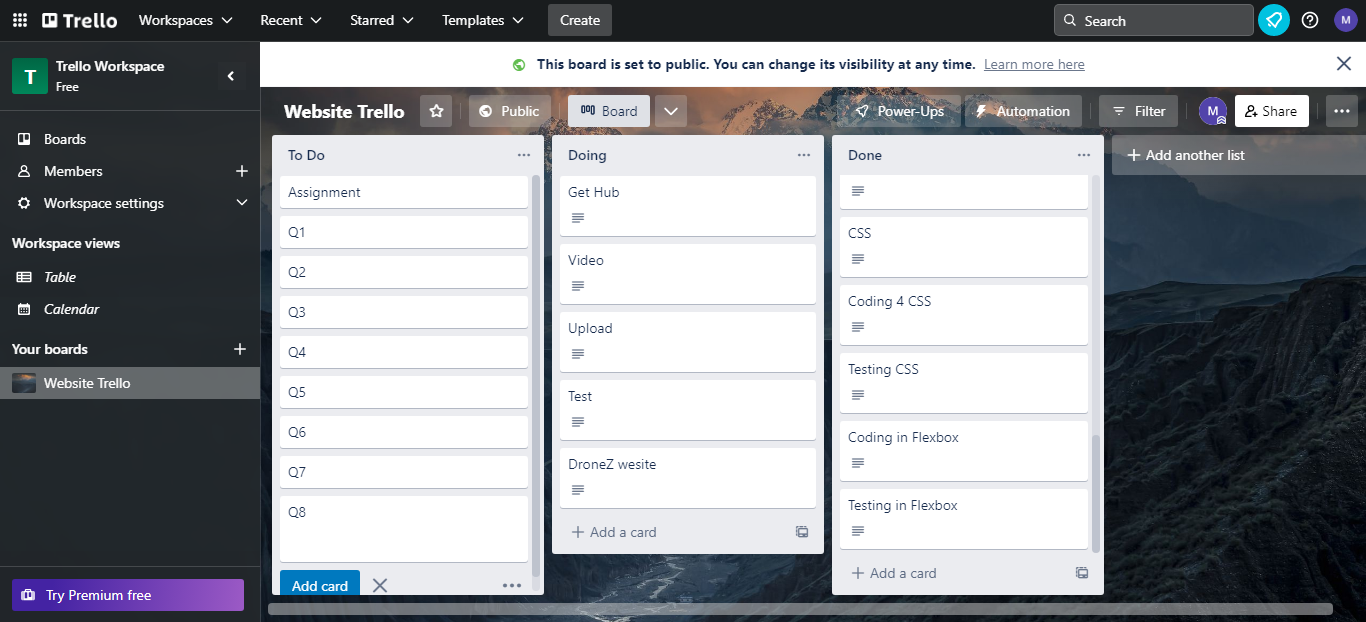 Trello
Workspaces
Recent
Starred
Templates
Create
Search
M
T
Trello Workspace
Free
This board is set to public. You can change its visibility at any time. Learn more here
Boards
Members
Workspace settings
Workspace views
Table
Calendar
Your boards
Website Trello
Try Premium free
Website Trello
Public
Board
Power-Ups
Automation
Filter
M
Share
To Do
Assignment
Q1
Q2
Q3
Q4
Q5
Q6
Q7
Q8
Add card
Doing
Get Hub
Video
Upload
Test
DroneZ wesite
Add a card
Done
CSS
Coding 4 CSS
Testing CSS
Coding in Flexbox
Testing in Flexbox
Add a card
Add another list